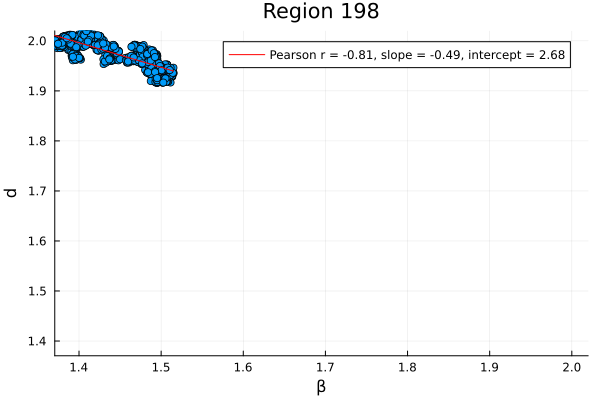 Region 198
Pearson r = -0.81, slope = -0.49, intercept = 2.68
d
2.0
1.9
1.8
1.7
1.6
1.5
1.4
1.4 1.5 1.6 1.7 1.8 1.9 2.0
β